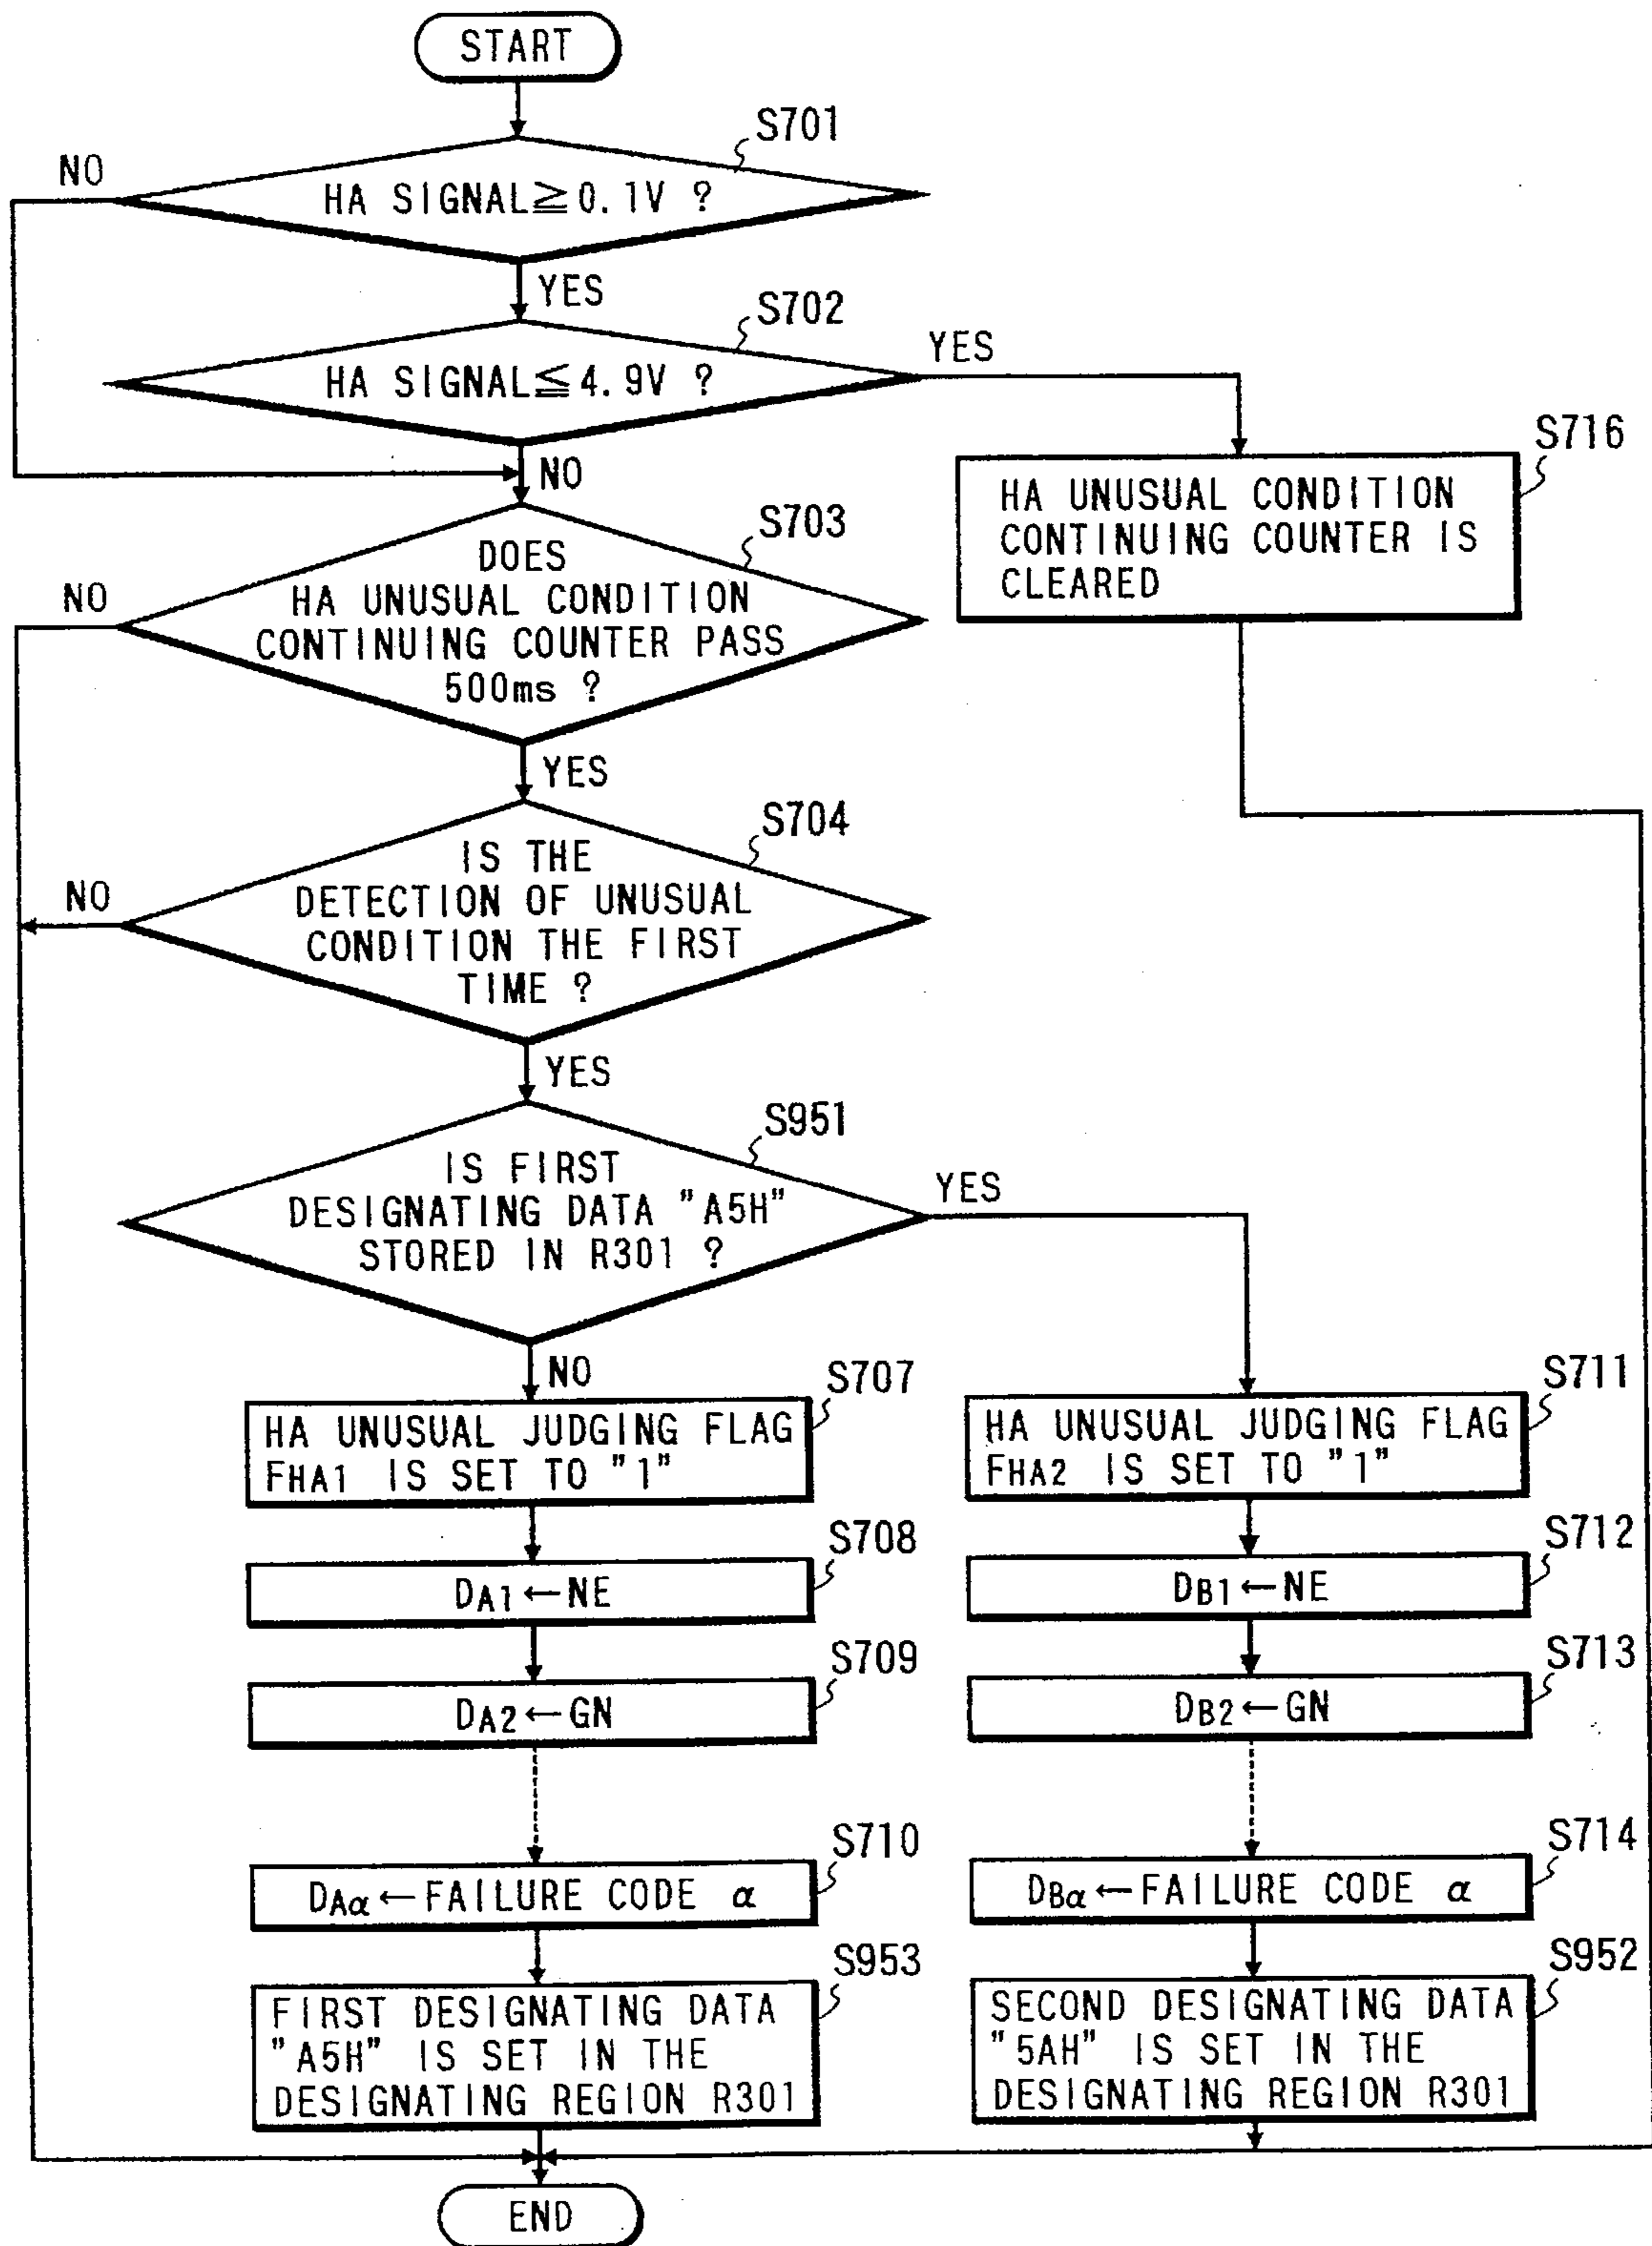 START
S701
NO
HA SIGNAL≧0.1V ?
YES
S702
YES
HA SIGNAL≦4.9V ?
NO
S716
HA UNUSUAL CONDITION
CONTINUING COUNTER IS
CLEARED
S703
NO
DOES
HA UNUSUAL CONDITION
CONTINUING COUNTER PASS
500ms ?
YES
S704
NO
IS THE
DETECTION OF UNUSUAL
CONDITION THE FIRST
TIME ?
YES
S951
YES
IS FIRST
DESIGNATING DATA "A5H"
STORED IN R301 ?
NO
S707
HA UNUSUAL JUDGING FLAG
FHA1 IS SET TO "1"
S708
DA1←NE
S709
DA2←GN
S710
DAα←FAILURE CODE α
S953
FIRST DESIGNATING DATA
"A5H" IS SET IN THE
DESIGNATING REGION R301
S711
HA UNUSUAL JUDGING FLAG
FHA2 IS SET TO "1"
S712
DB1←NE
S713
DB2←GN
S714
DBα←FAILURE CODE α
S952
SECOND DESIGNATING DATA
"5AH" IS SET IN THE
DESIGNATING REGION R301
END